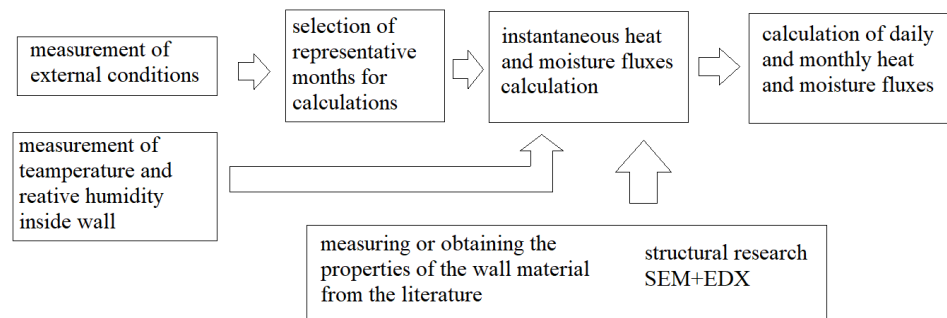 measurement of
external conditions
selection of
representative
months for
calculations
instantaneous heat
and moisture fluxes
calculation
calculation of daily
and monthly heat
and moisture fluxes
measurement of
teamperature and
reative humidity
inside wall
measuring or obtaining the
properties of the wall material
from the literature
structural research
SEM+EDX